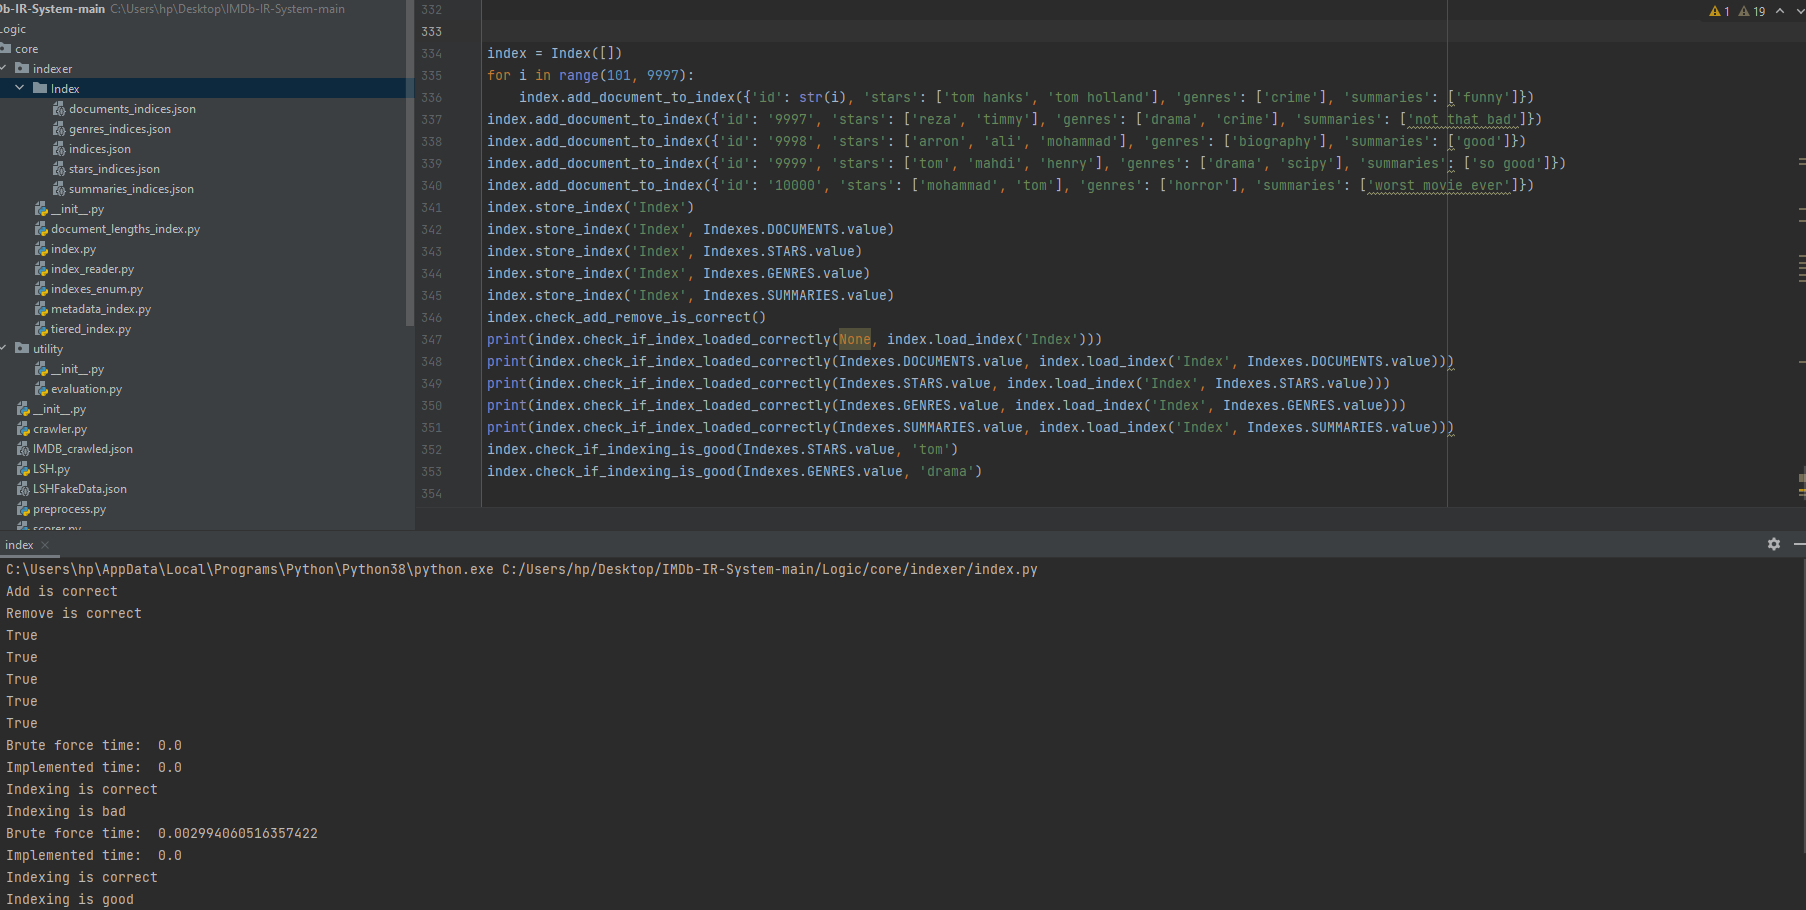 Db-IR-System-main C:\Users\hp\Desktop\IMDb-IR-System-main
Logic
core
indexer
Index
documents_indices.json
genres_indices.json
indices.json
stars_indices.json
summaries_indices.json
__init__.py
document_lengths_index.py
index.py
index_reader.py
indexes_enum.py
metadata_index.py
tiered_index.py
utility
__init__.py
evaluation.py
__init__.py
crawler.py
IMDB_crawled.json
LSH.py
LSHFakeData.json
preprocess.py
scorer.py
1 19
332
333
334 index = Index([])
335 for i in range(101, 9997):
336 index.add_document_to_index({'id': str(i), 'stars': ['tom hanks', 'tom holland'], 'genres': ['crime'], 'summaries': ['funny']})
337 index.add_document_to_index({'id': '9997', 'stars': ['reza', 'timmy'], 'genres': ['drama', 'crime'], 'summaries': ['not that bad']})
338 index.add_document_to_index({'id': '9998', 'stars': ['arron', 'ali', 'mohammad'], 'genres': ['biography'], 'summaries': ['good']})
339 index.add_document_to_index({'id': '9999', 'stars': ['tom', 'mahdi', 'henry'], 'genres': ['drama', 'scipy'], 'summaries': ['so good']})
340 index.add_document_to_index({'id': '10000', 'stars': ['mohammad', 'tom'], 'genres': ['horror'], 'summaries': ['worst movie ever']})
341 index.store_index('Index')
342 index.store_index('Index', Indexes.DOCUMENTS.value)
343 index.store_index('Index', Indexes.STARS.value)
344 index.store_index('Index', Indexes.GENRES.value)
345 index.store_index('Index', Indexes.SUMMARIES.value)
346 index.check_add_remove_is_correct()
347 print(index.check_if_index_loaded_correctly(None, index.load_index('Index')))
348 print(index.check_if_index_loaded_correctly(Indexes.DOCUMENTS.value, index.load_index('Index', Indexes.DOCUMENTS.value)))
349 print(index.check_if_index_loaded_correctly(Indexes.STARS.value, index.load_index('Index', Indexes.STARS.value)))
350 print(index.check_if_index_loaded_correctly(Indexes.GENRES.value, index.load_index('Index', Indexes.GENRES.value)))
351 print(index.check_if_index_loaded_correctly(Indexes.SUMMARIES.value, index.load_index('Index', Indexes.SUMMARIES.value)))
352 index.check_if_indexing_is_good(Indexes.STARS.value, 'tom')
353 index.check_if_indexing_is_good(Indexes.GENRES.value, 'drama')
354
index
C:\Users\hp\AppData\Local\Programs\Python\Python38\python.exe C:/Users/hp/Desktop/IMDb-IR-System-main/Logic/core/indexer/index.py
Add is correct
Remove is correct
True
True
True
True
True
Brute force time:  0.0
Implemented time:  0.0
Indexing is correct
Indexing is bad
Brute force time:  0.002994060516357422
Implemented time:  0.0
Indexing is correct
Indexing is good